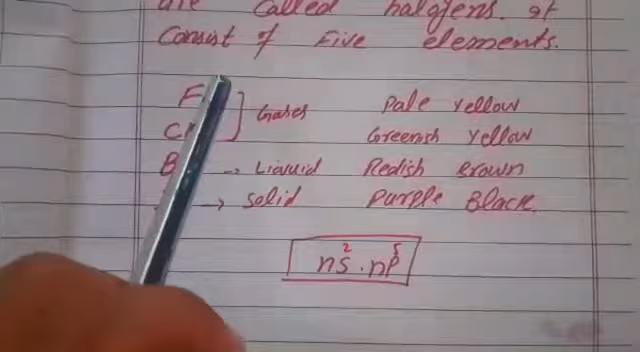 are called halogens. It
Consist of Five elements.
F Gases Pale Yellow
Cl Greenish Yellow
B → Liquid Redish Brown
→ Solid Purple Black.
ns².np⁵